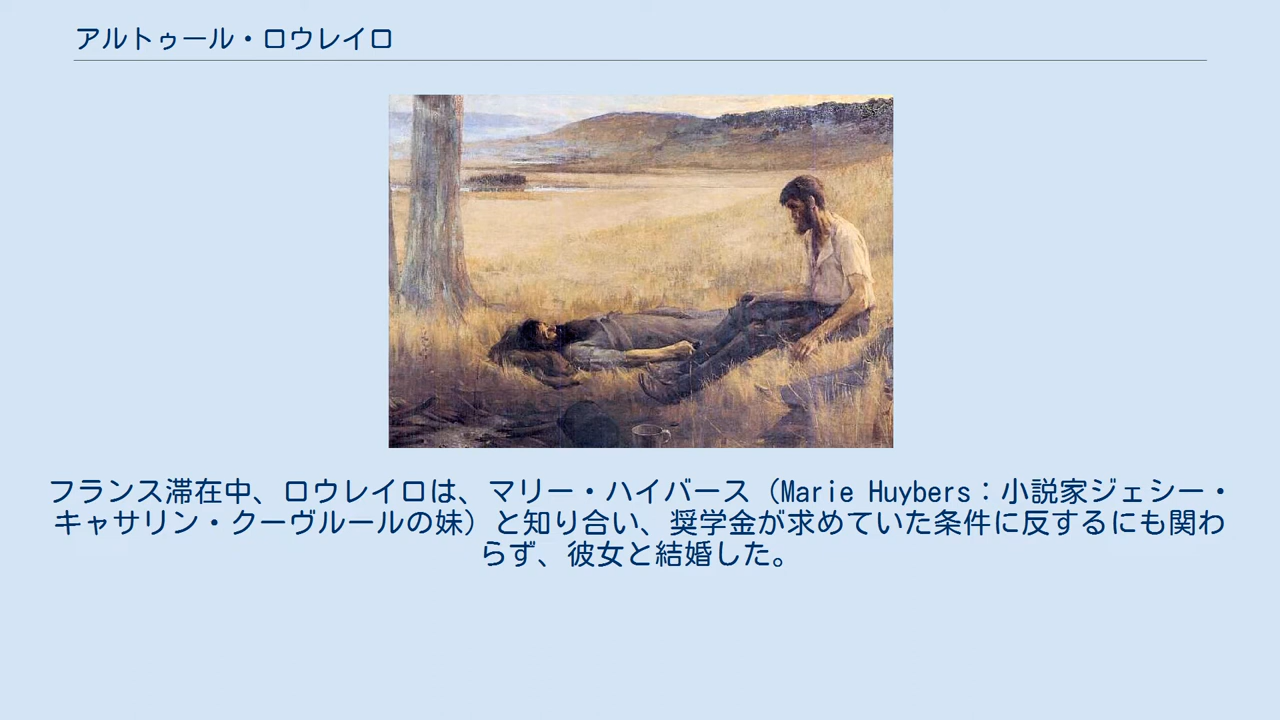 アルトゥール・ロウレイロ
フランス滞在中、ロウレイロは、マリー・ハイバース（Marie Huybers：小説家ジェシー・
キャサリン・クーヴルールの妹）と知り合い、奨学金が求めていた条件に反するにも関わ
らず、彼女と結婚した。